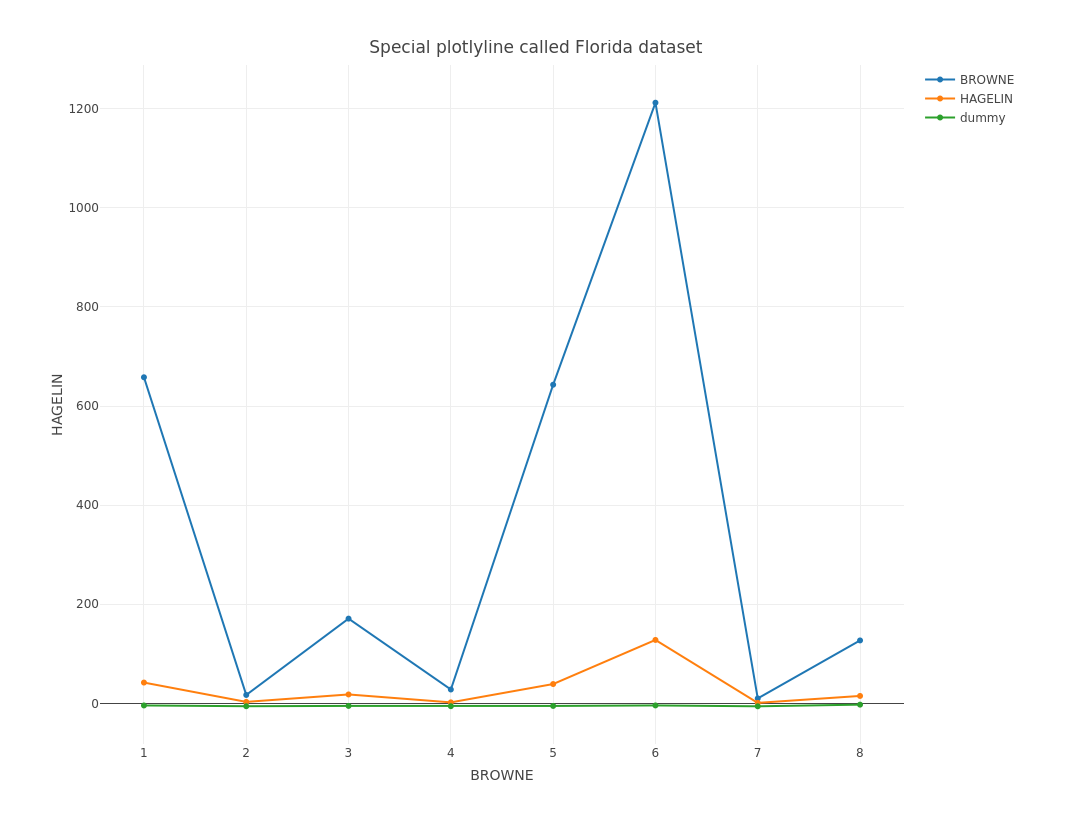 Special plotlyline called Florida dataset
BROWNE
HAGELIN
dummy
1200
1000
800
600
400
200
0
HAGELIN
1 2 3 4 5 6 7 8
BROWNE